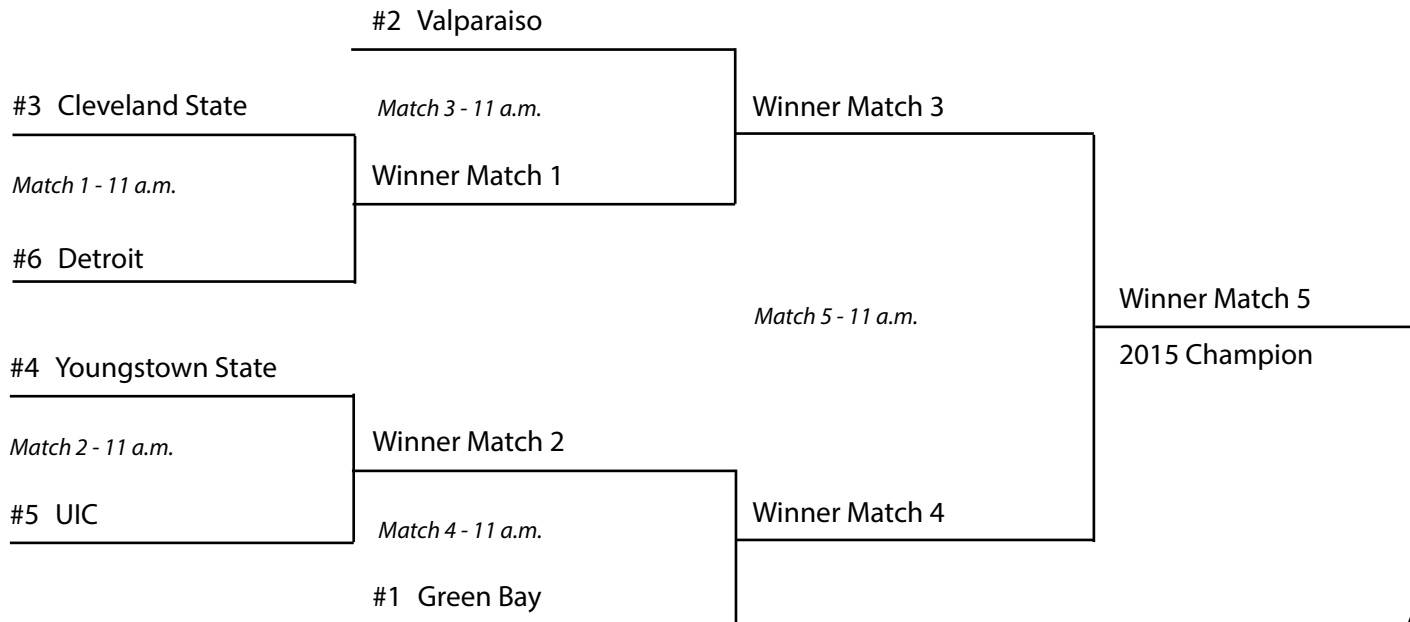 #2 Valparaiso
#3 Cleveland State
Match 3 - 11 a.m.
Winner Match 3
Match 1 - 11 a.m.
Winner Match 1
#6 Detroit
Winner Match 5
Match 5 - 11 a.m.
2015 Champion
#4 Youngstown State
Match 2 - 11 a.m.
Winner Match 2
#5 UIC
Winner Match 4
Match 4 - 11 a.m.
#1 Green Bay